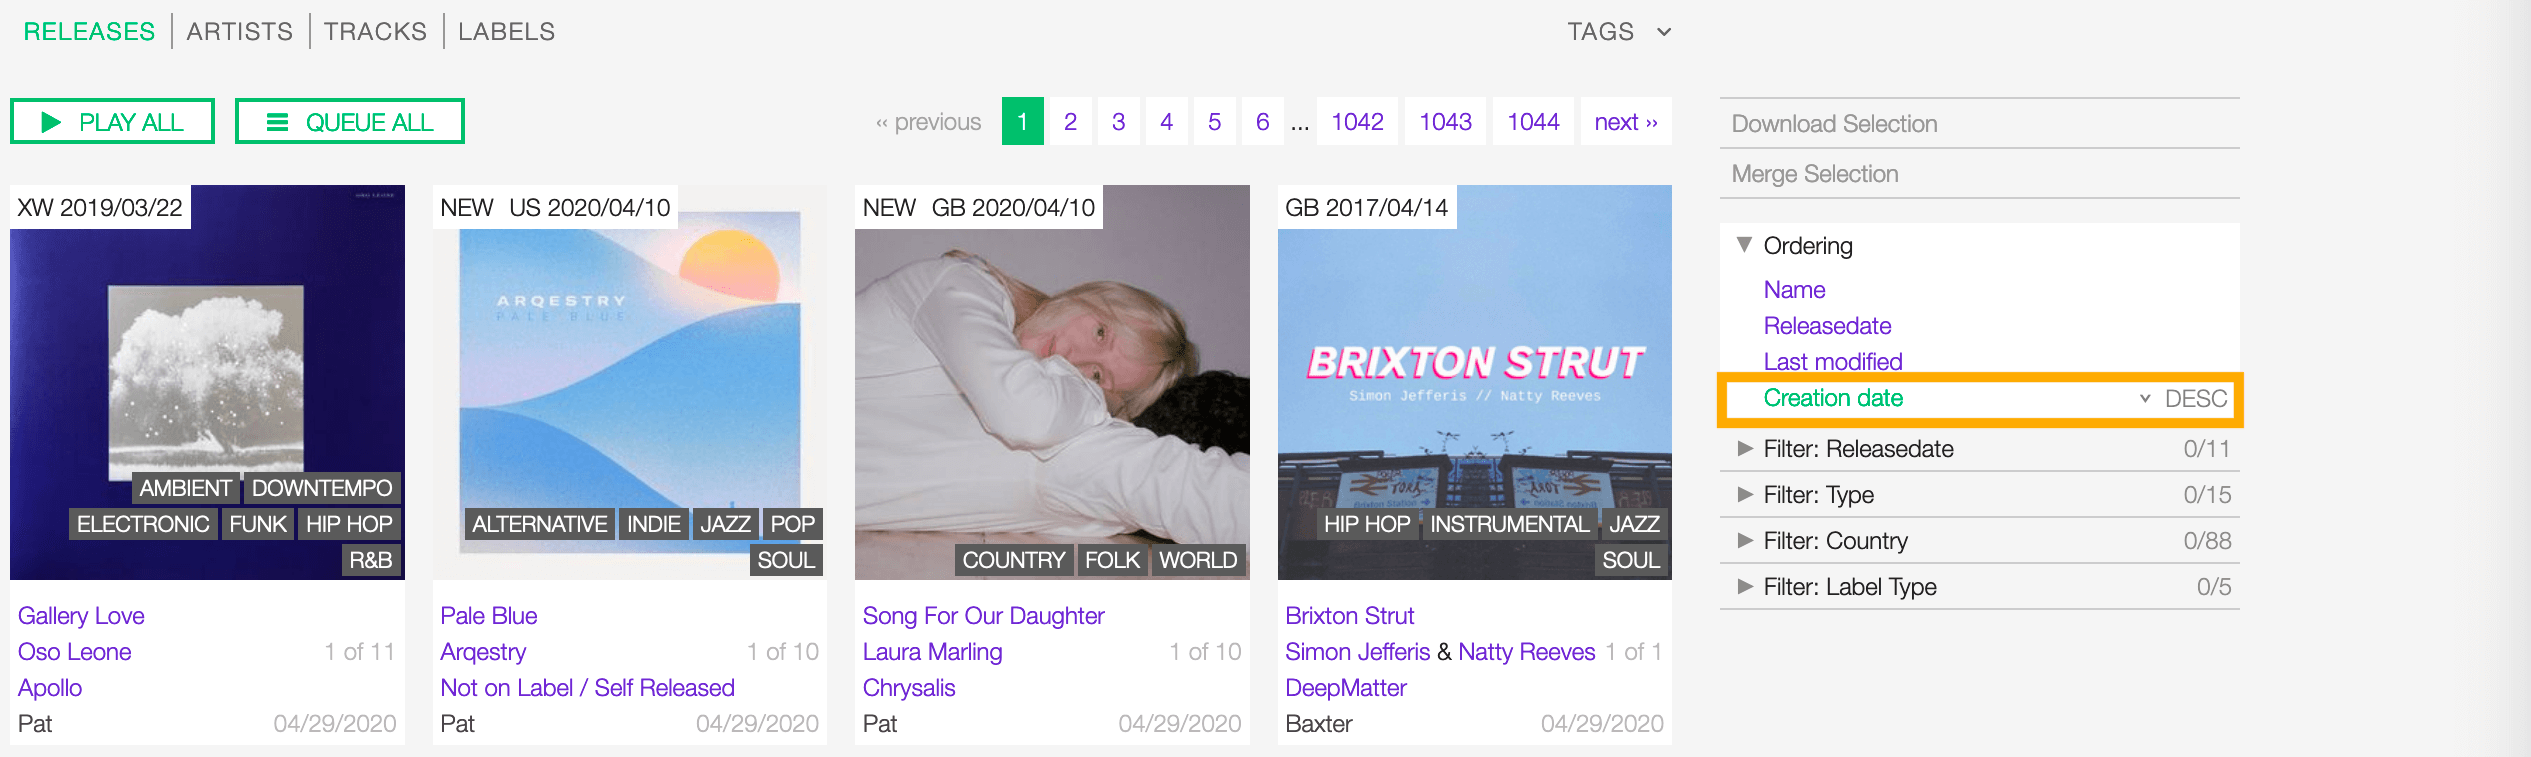 RELEASES ARTISTS TRACKS LABELS TAGS
PLAY ALL QUEUE ALL ‹‹ previous 1 2 3 4 5 6 ... 1042 1043 1044 next ››
Download Selection
Merge Selection
XW 2019/03/22
AMBIENT DOWNTEMPO
ELECTRONIC FUNK HIP HOP
R&B
Gallery Love
Oso Leone 1 of 11
Apollo
Pat 04/29/2020
NEW US 2020/04/10
ARQESTRY
PALE BLUE
ALTERNATIVE INDIE JAZZ POP
SOUL
Pale Blue
Arqestry 1 of 10
Not on Label / Self Released
Pat 04/29/2020
NEW GB 2020/04/10
COUNTRY FOLK WORLD
Song For Our Daughter
Laura Marling 1 of 10
Chrysalis
Pat 04/29/2020
GB 2017/04/14
BRIXTON STRUT
Simon Jefferis // Natty Reeves
HIP HOP INSTRUMENTAL JAZZ
SOUL
Brixton Strut
Simon Jefferis & Natty Reeves 1 of 1
DeepMatter
Baxter 04/29/2020
Ordering
Name
Releasedate
Last modified
Creation date DESC
Filter: Releasedate 0/11
Filter: Type 0/15
Filter: Country 0/88
Filter: Label Type 0/5